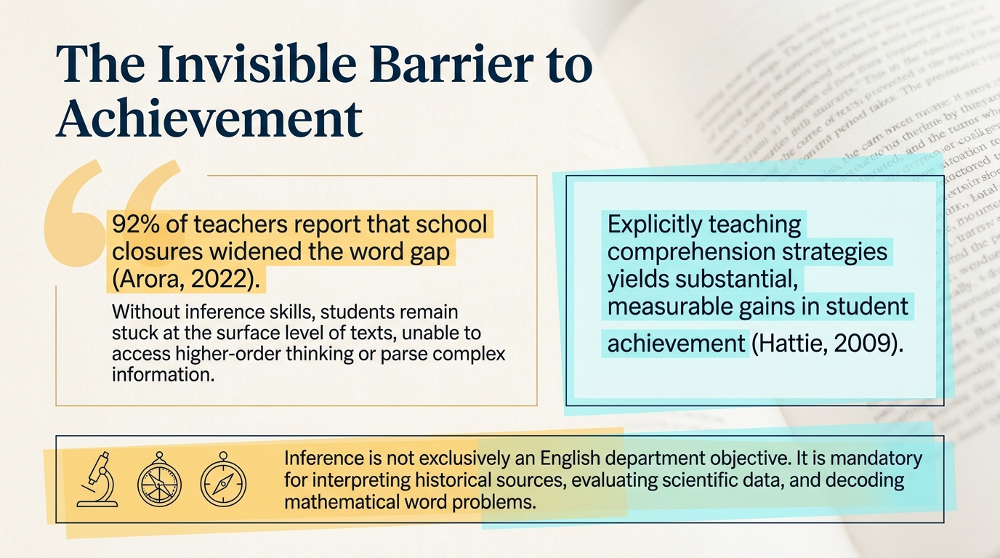 The Invisible Barrier to
Achievement
92% of teachers report that school
closures widened the word gap
(Arora, 2022).
Without inference skills, students remain
stuck at the surface level of texts, unable to
access higher-order thinking or parse complex
information.
Explicitly teaching
comprehension strategies
yields substantial,
measurable gains in student
achievement (Hattie, 2009).
Inference is not exclusively an English department objective. It is mandatory
for interpreting historical sources, evaluating scientific data, and decoding
mathematical word problems.